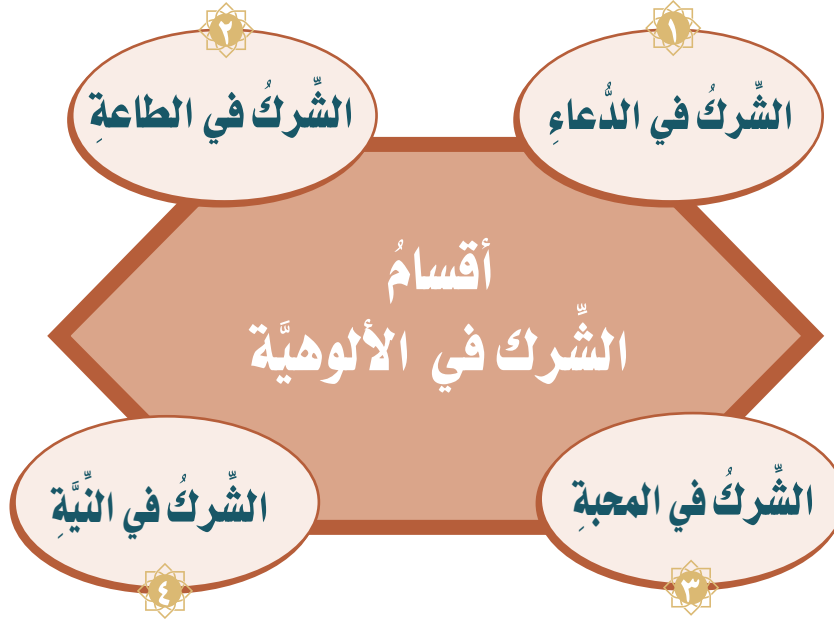 ١
الشِّركُ في الدُّعاءِ
٢
الشِّركُ في الطاعةِ
أقسامُ
الشِّرك في الألوهيَّة
٣
الشِّركُ في المحبةِ
٤
الشِّركُ في النِّيَّةِ